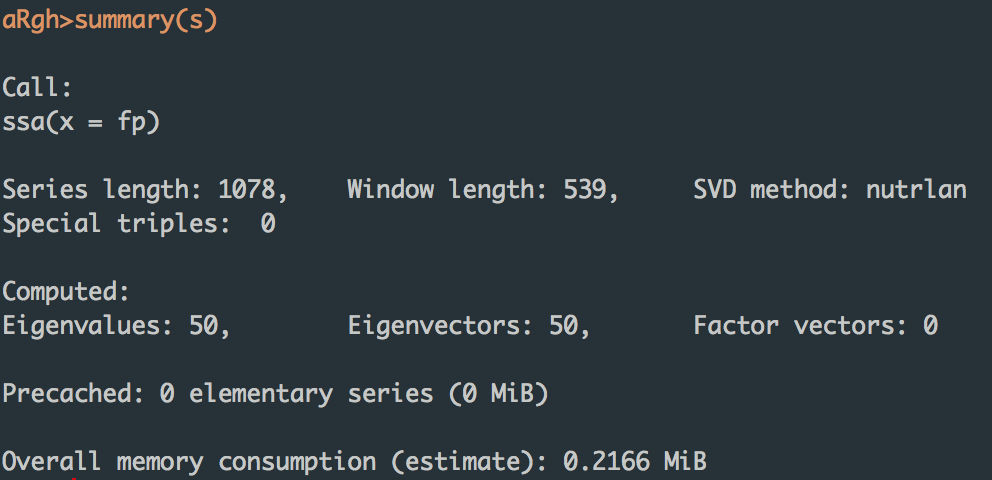 aRgh>summary(s)
Call:
ssa(x = fp)
Series length: 1078,    Window length: 539,    SVD method: nutrlan
Special triples:  0
Computed:
Eigenvalues: 50,    Eigenvectors: 50,    Factor vectors: 0
Precached: 0 elementary series (0 MiB)
Overall memory consumption (estimate): 0.2166 MiB